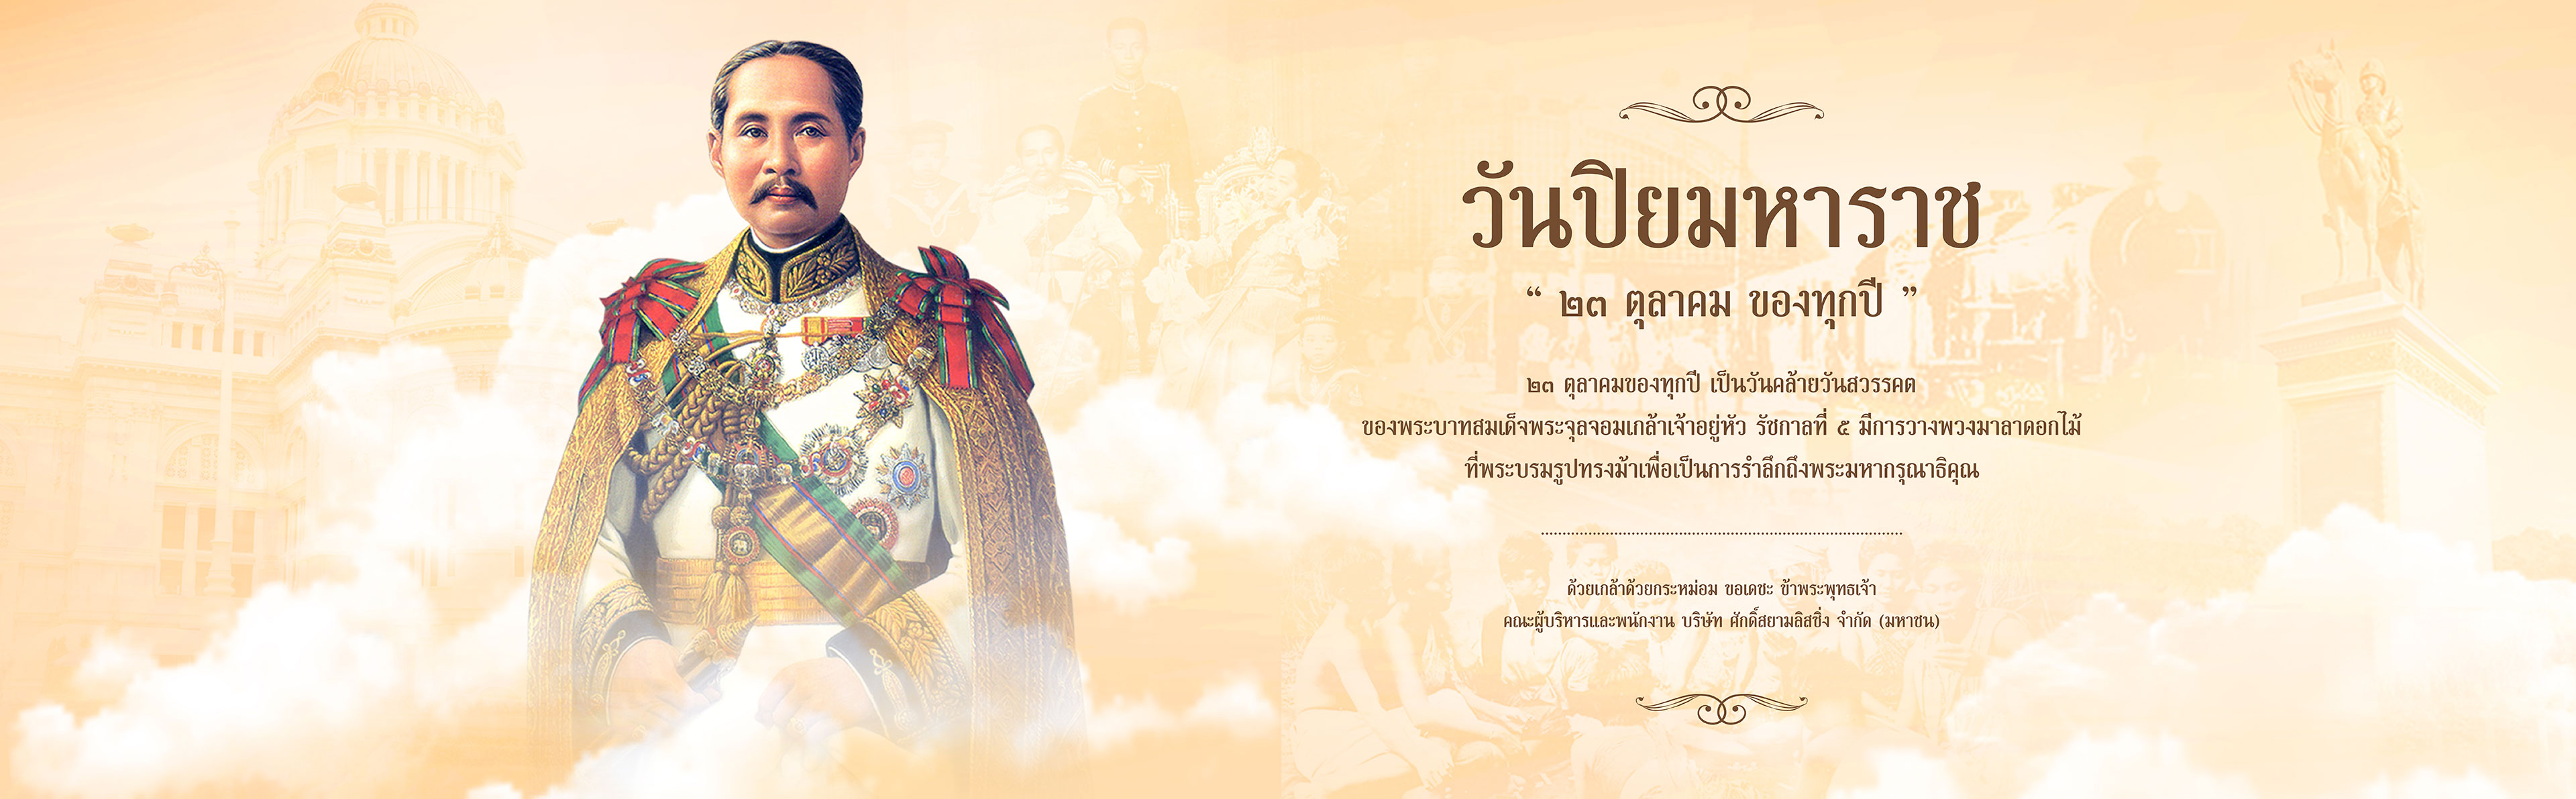 วันปิยมหาราช
“ ๒๓ ตุลาคม ของทุกปี ”
๒๓ ตุลาคมของทุกปี เป็นวันคล้ายวันสวรรคต
ของพระบาทสมเด็จพระจุลจอมเกล้าเจ้าอยู่หัว รัชกาลที่ ๕ มีการวางพวงมาลาดอกไม้
ที่พระบรมรูปทรงม้าเพื่อเป็นการรำลึกถึงพระมหากรุณาธิคุณ
ด้วยเกล้าด้วยกระหม่อม ขอเดชะ ข้าพระพุทธเจ้า
คณะผู้บริหารและพนักงาน บริษัท ศักดิ์สยามลิสซิ่ง จำกัด (มหาชน)